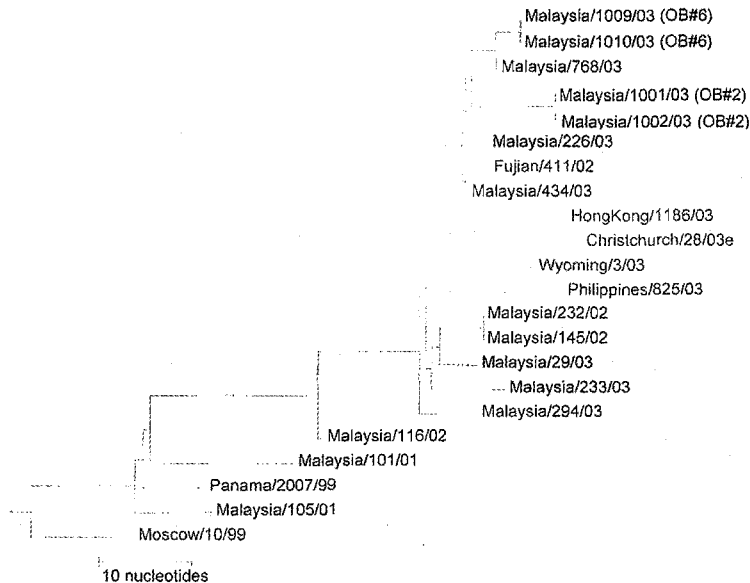 Malaysia/1009/03 (OB#6)
Malaysia/1010/03 (OB#6)
Malaysia/768/03
Malaysia/1001/03 (OB#2)
Malaysia/1002/03 (OB#2)
Malaysia/226/03
Fujian/411/02
Malaysia/434/03
HongKong/1186/03
Christchurch/28/03e
Wyoming/3/03
Philippines/825/03
Malaysia/232/02
Malaysia/145/02
Malaysia/29/03
Malaysia/233/03
Malaysia/294/03
Malaysia/116/02
Malaysia/101/01
Panama/2007/99
Malaysia/105/01
Moscow/10/99
10 nucleotides